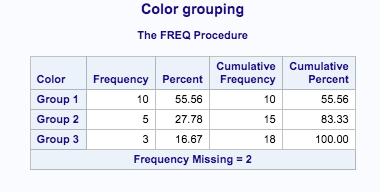 Color grouping
The FREQ Procedure
Color Frequency Percent Cumulative Frequency Cumulative Percent
Group 1 10 55.56 10 55.56
Group 2 5 27.78 15 83.33
Group 3 3 16.67 18 100.00
Frequency Missing = 2